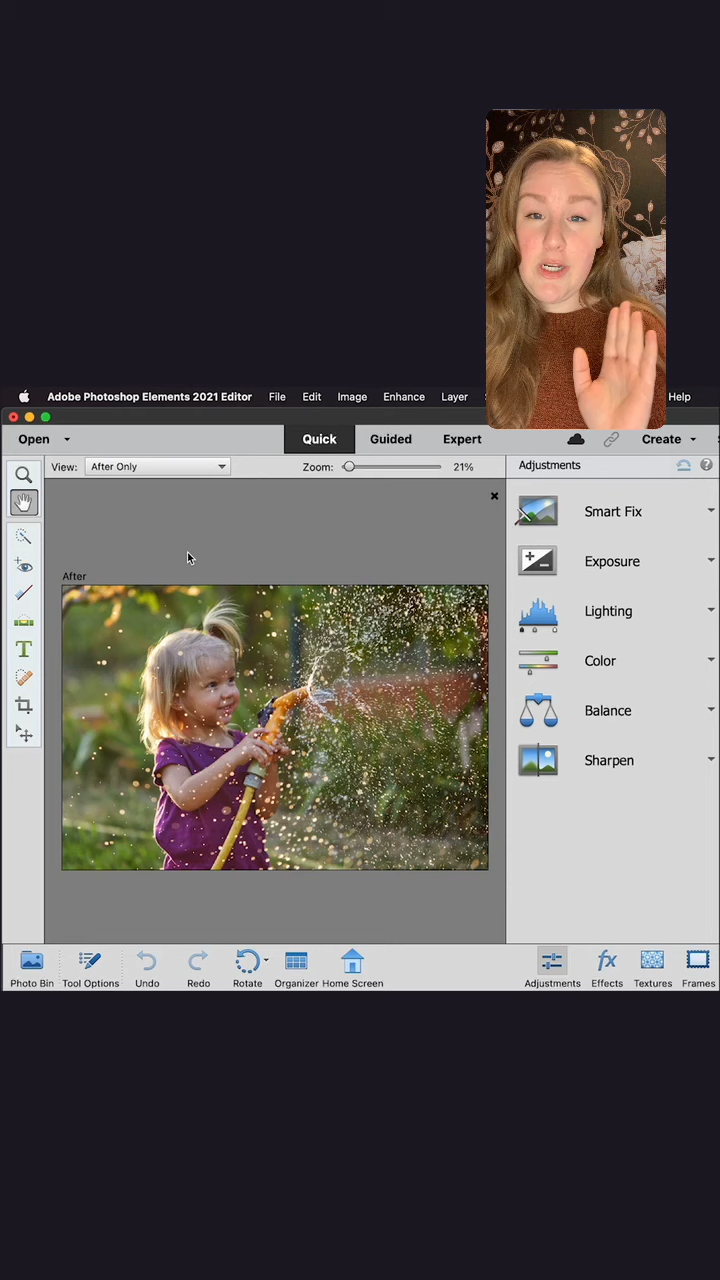 Adobe Photoshop Elements 2021 Editor File Edit Image Enhance Layer Help
Open Quick Guided Expert Create
View: After Only Zoom: 21% Adjustments
After
Smart Fix
Exposure
Lighting
Color
Balance
Sharpen
T
Photo Bin Tool Options Undo Redo Rotate Organizer Home Screen Adjustments fx Effects Textures Frames